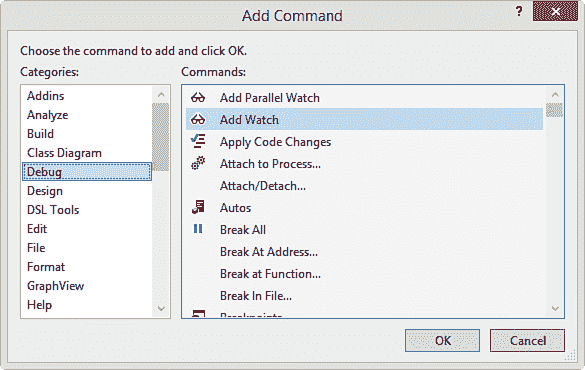 Add Command
?
Choose the command to add and click OK.
Categories:
Commands:
Addins
Analyze
Build
Class Diagram
Debug
Design
DSL Tools
Edit
File
Format
GraphView
Help
Add Parallel Watch
Add Watch
Apply Code Changes
Attach to Process...
Attach/Detach...
Autos
Break All
Break At Address...
Break at Function...
Break In File...
Breakpoints
OK
Cancel